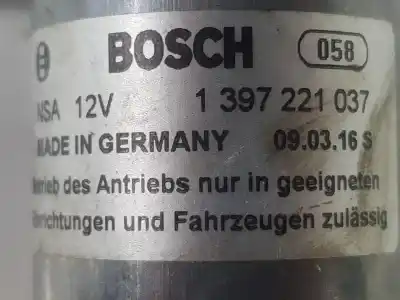 BOSCH 058
NSA 12V 1 397 221 037
MADE IN GERMANY 09.03.16 S
des Antriebs nur in geeigneten
und Fahrzeugen zulässig